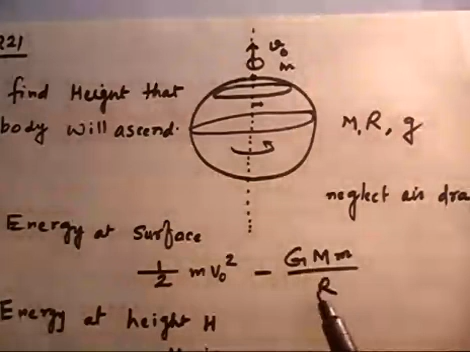 221
v₀
m
find Height that
body will ascend.
M, R, g
neglect air dra
Energy at surface
1/2 m v₀² - GMm/R
Energy at height H